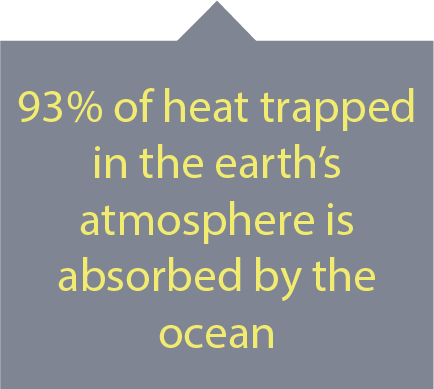 93% of heat trapped
in the earth’s
atmosphere is
absorbed by the
ocean